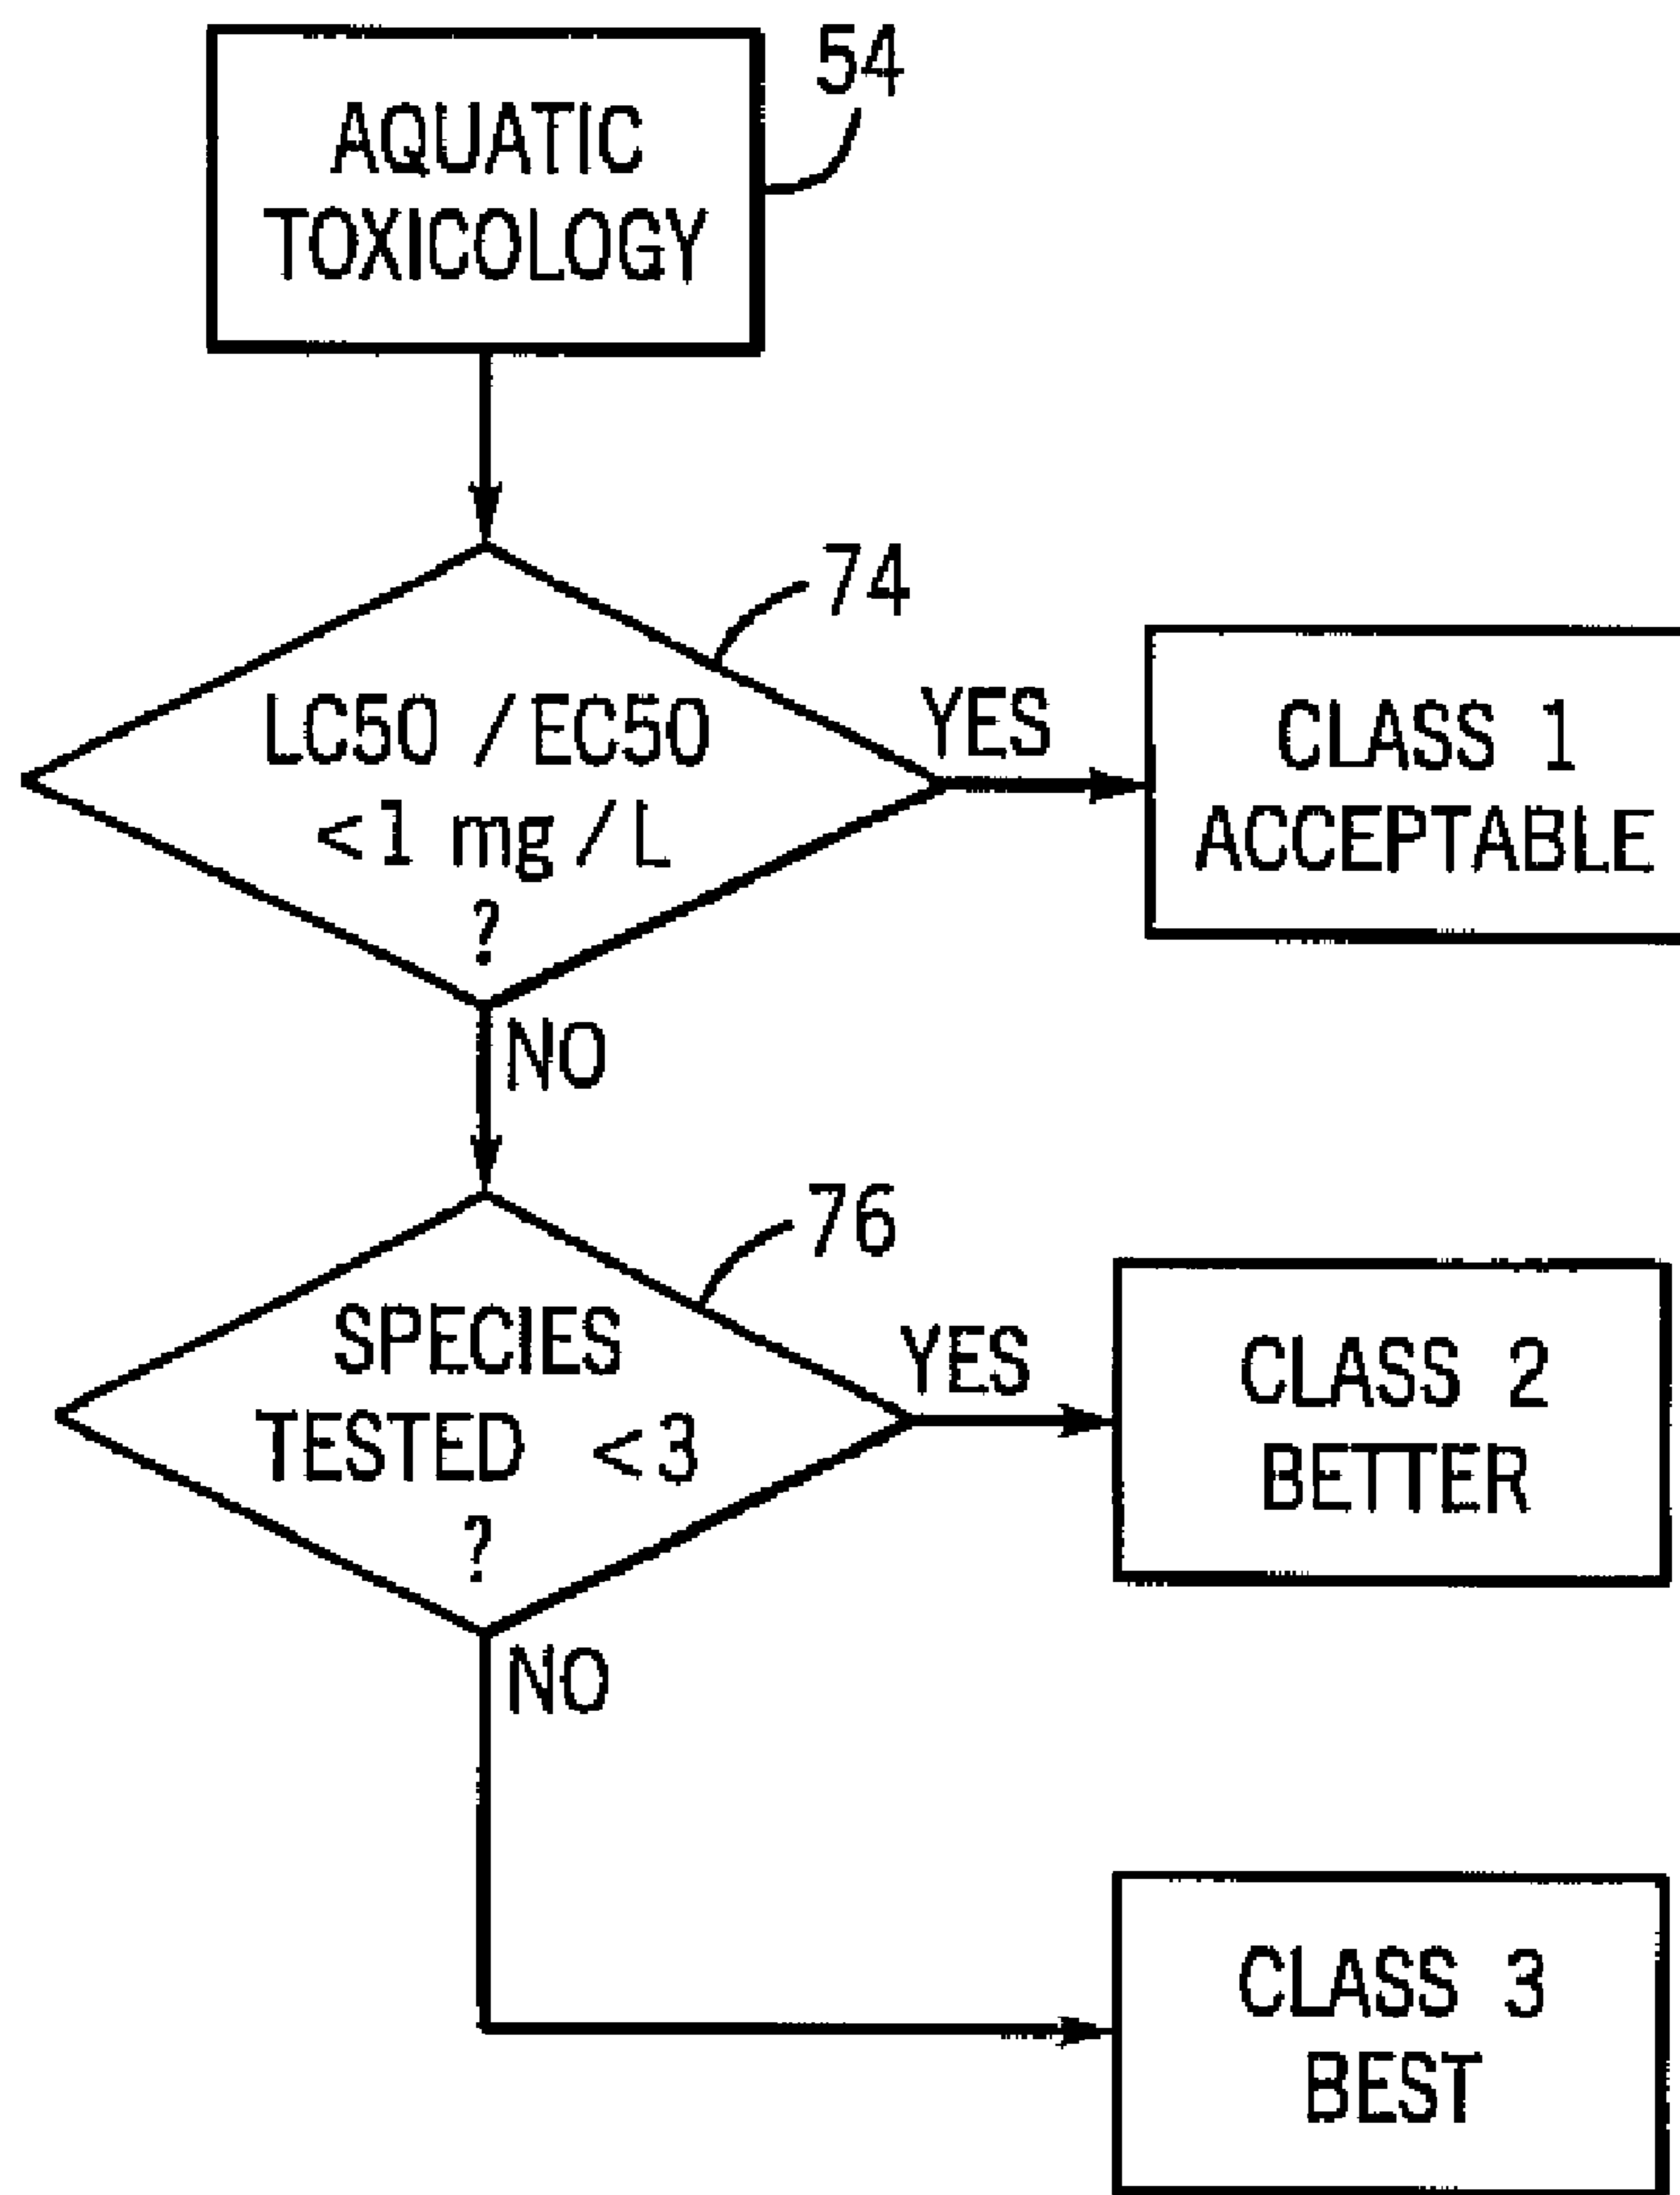 AQUATIC
TOXICOLOGY
54
74
LC50 / EC50
<1 mg/L
?
YES
CLASS 1
ACCEPTABLE
NO
76
SPECIES
TESTED <3
?
YES
CLASS 2
BETTER
NO
CLASS 3
BEST